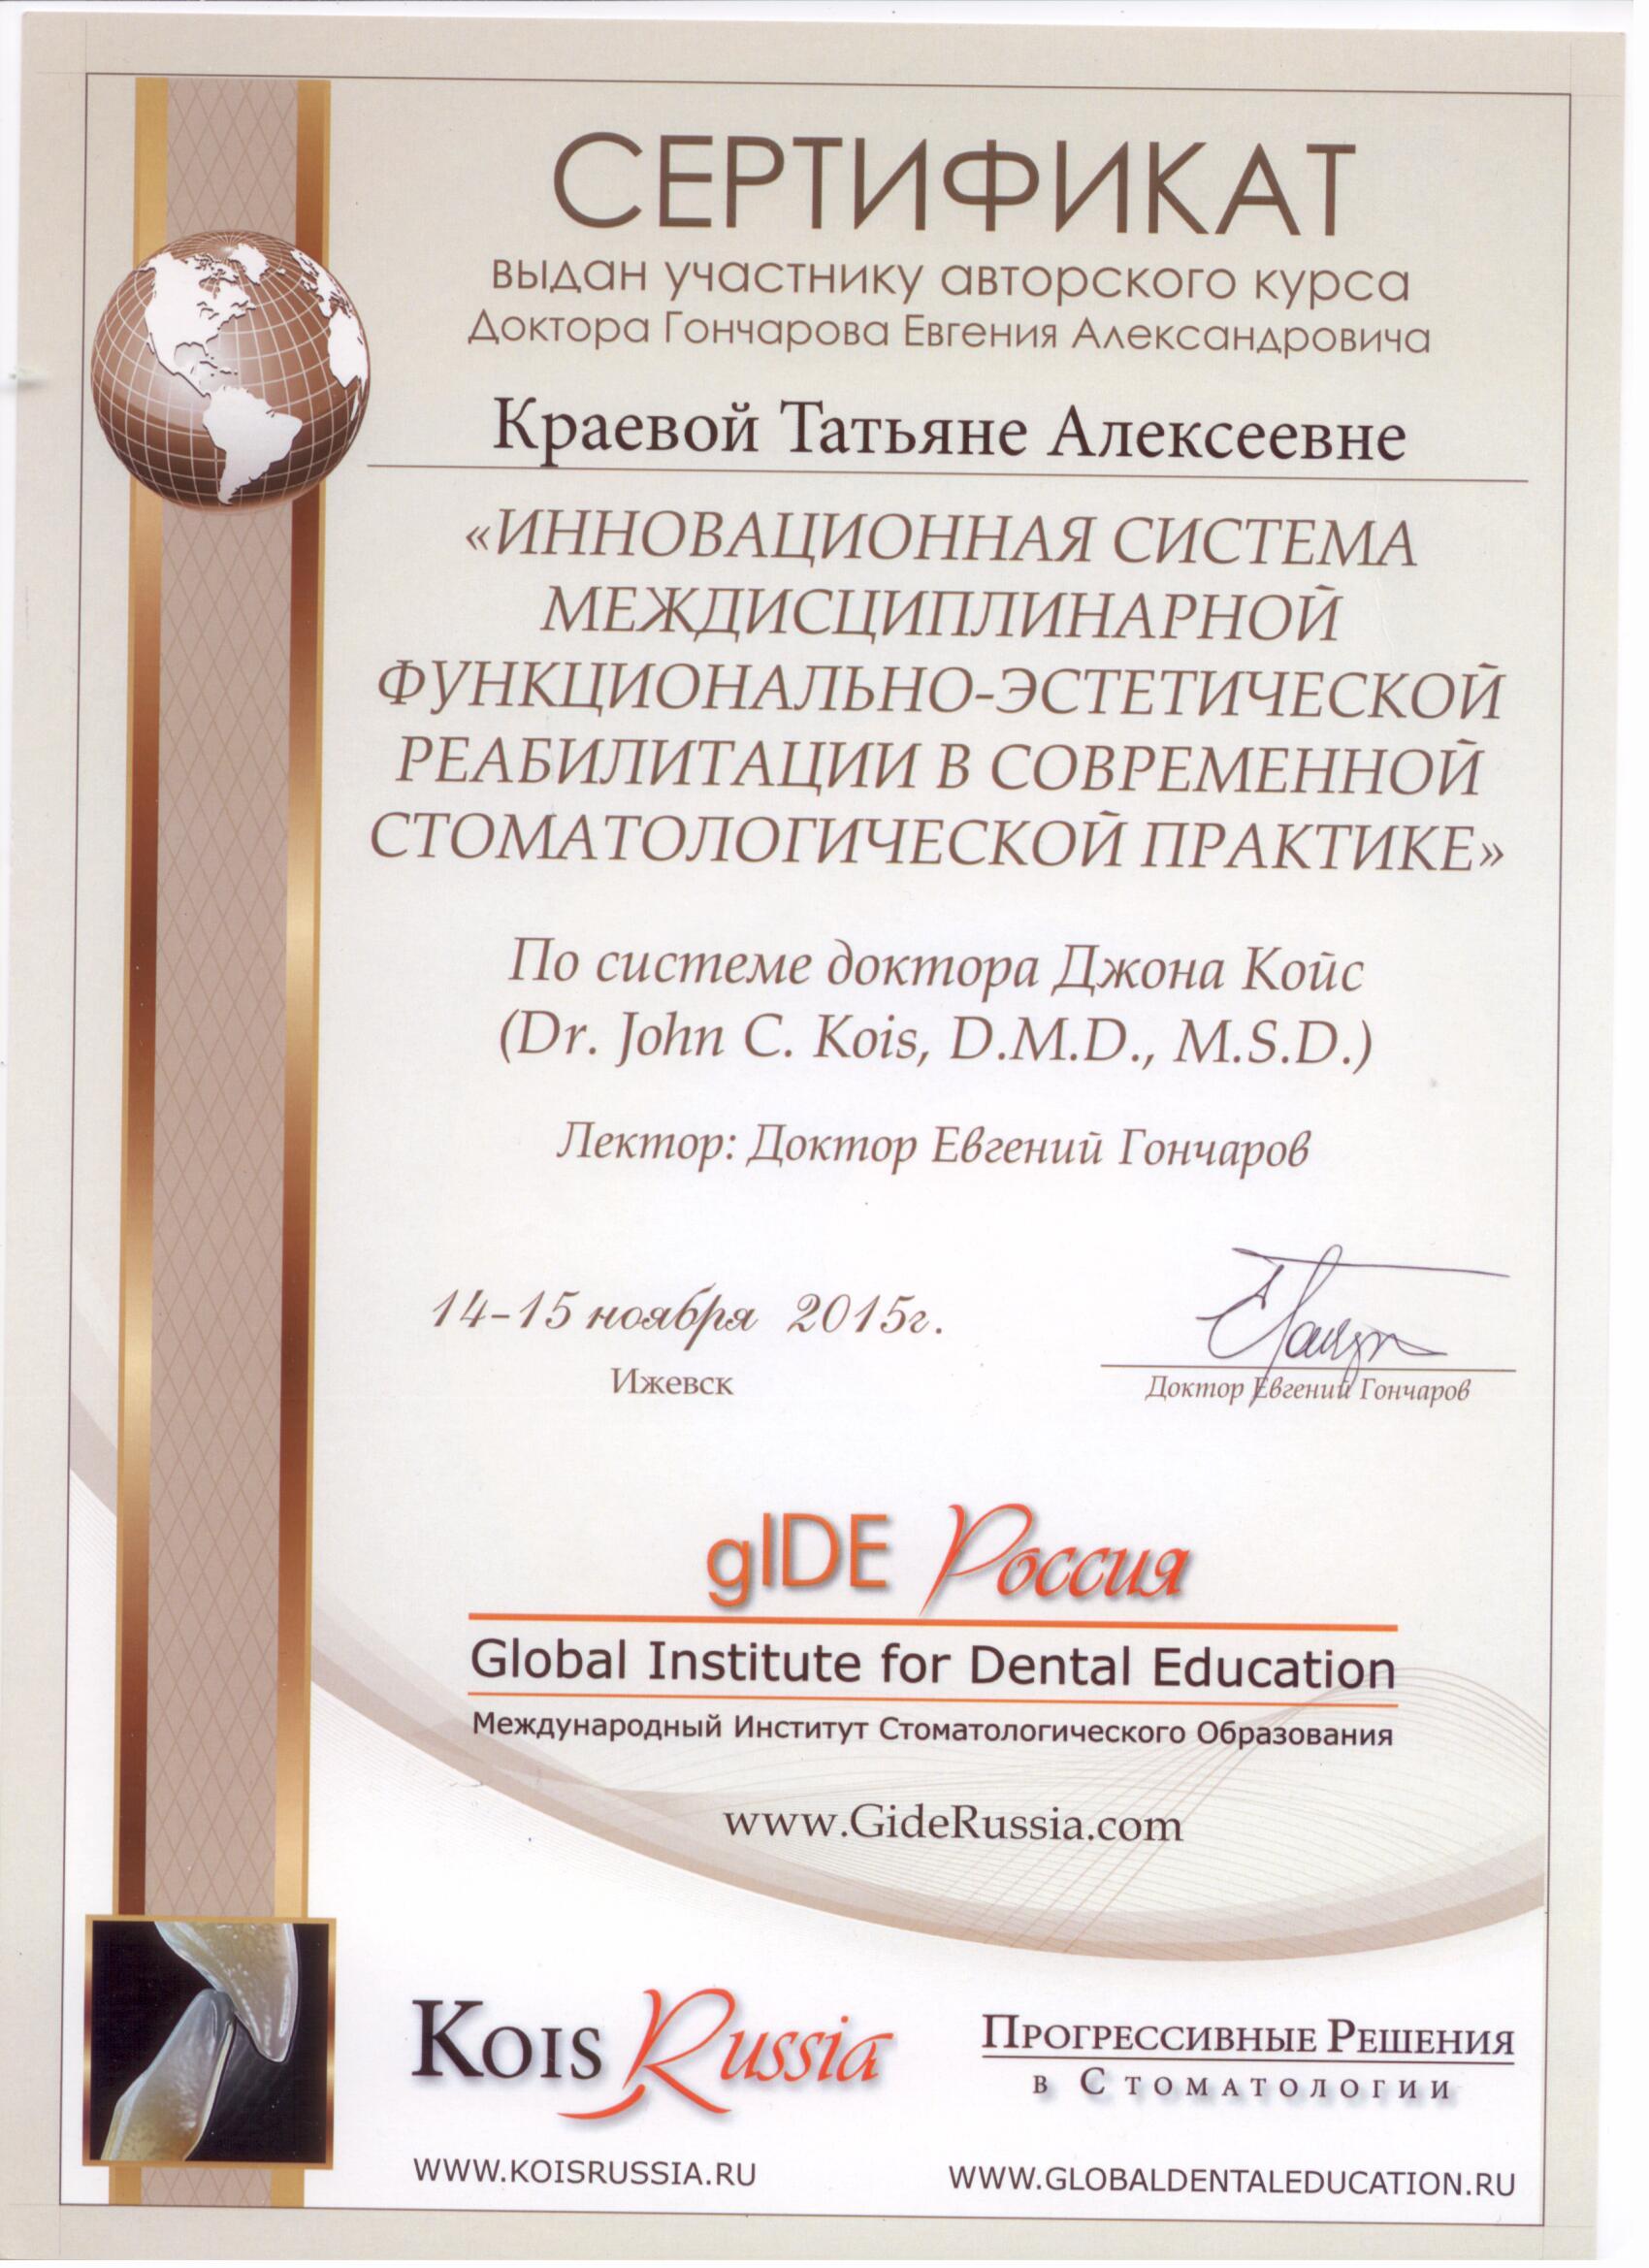 СЕРТИФИКАТ
выдан участнику авторского курса
Доктора Гончарова Евгения Александровича
Краевой Татьяне Алексеевне
«ИННОВАЦИОННАЯ СИСТЕМА
МЕЖДИСЦИПЛИНАРНОЙ
ФУНКЦИОНАЛЬНО-ЭСТЕТИЧЕСКОЙ
РЕАБИЛИТАЦИИ В СОВРЕМЕННОЙ
СТОМАТОЛОГИЧЕСКОЙ ПРАКТИКЕ»
По системе доктора Джона Койс
(Dr. John C. Kois, D.M.D., M.S.D.)
Лектор: Доктор Евгений Гончаров
14-15 ноября 2015г.
Ижевск
Доктор Евгений Гончаров
gIDE Россия
Global Institute for Dental Education
Международный Институт Стоматологического Образования
www.GideRussia.com
KOIS Russia
ПРОГРЕССИВНЫЕ РЕШЕНИЯ
В СТОМАТОЛОГИИ
WWW.KOISRUSSIA.RU
WWW.GLOBALDENTALEDUCATION.RU